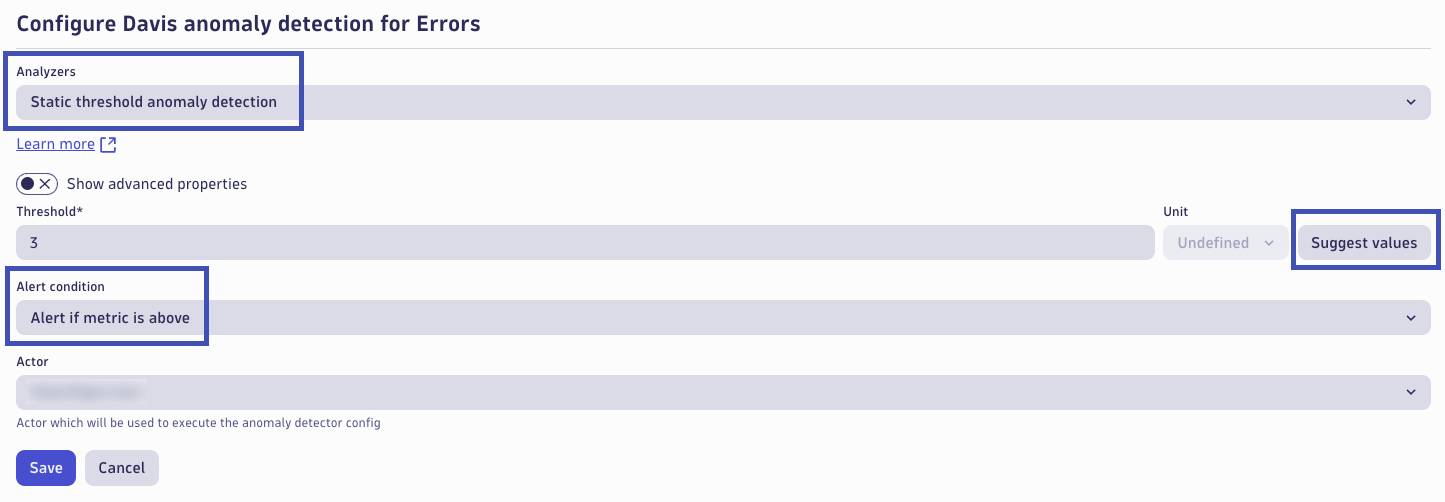 Configure Davis anomaly detection for Errors
Analyzers
Static threshold anomaly detection
Learn more
Show advanced properties
Threshold*
Unit
3
Undefined
Suggest values
Alert condition
Alert if metric is above
Actor
Actor which will be used to execute the anomaly detector config
Save
Cancel